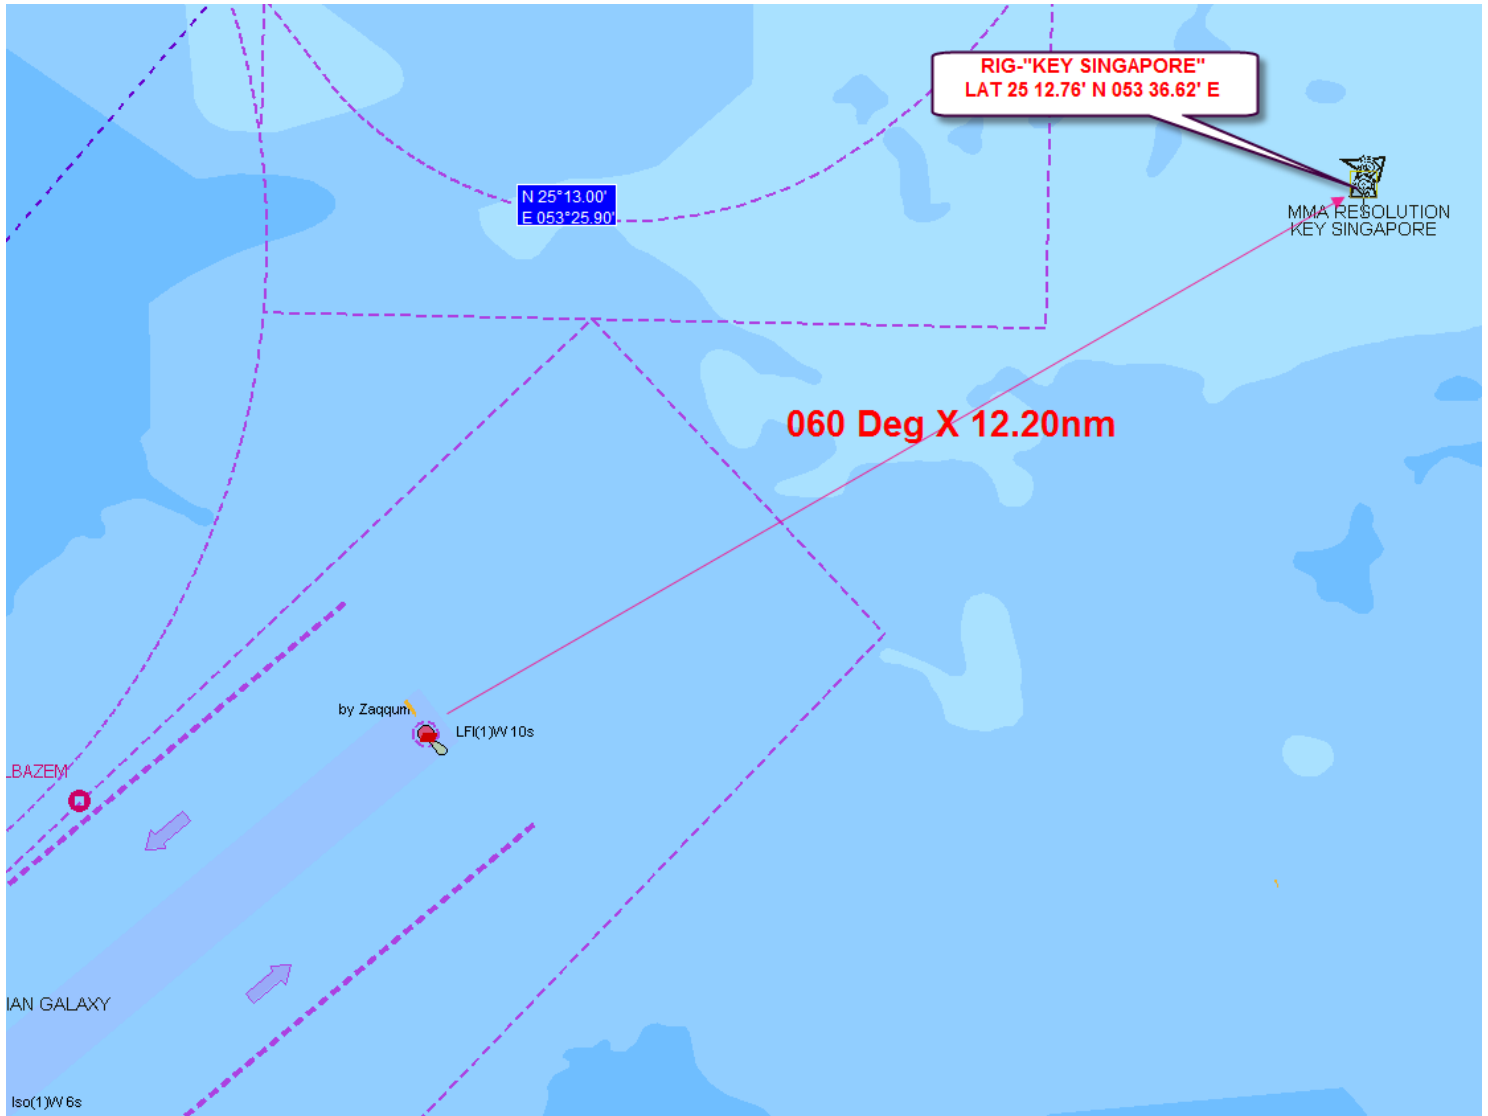 RIG-"KEY SINGAPORE"
LAT 25 12.76' N 053 36.62' E
N 25°13.00'
E 053°25.90'
MMA RESOLUTION
KEY SINGAPORE
060 Deg X 12.20nm
by Zaqqum
LFl(1)W 10s
LBAZEM
IAN GALAXY
Iso(1)W 6s